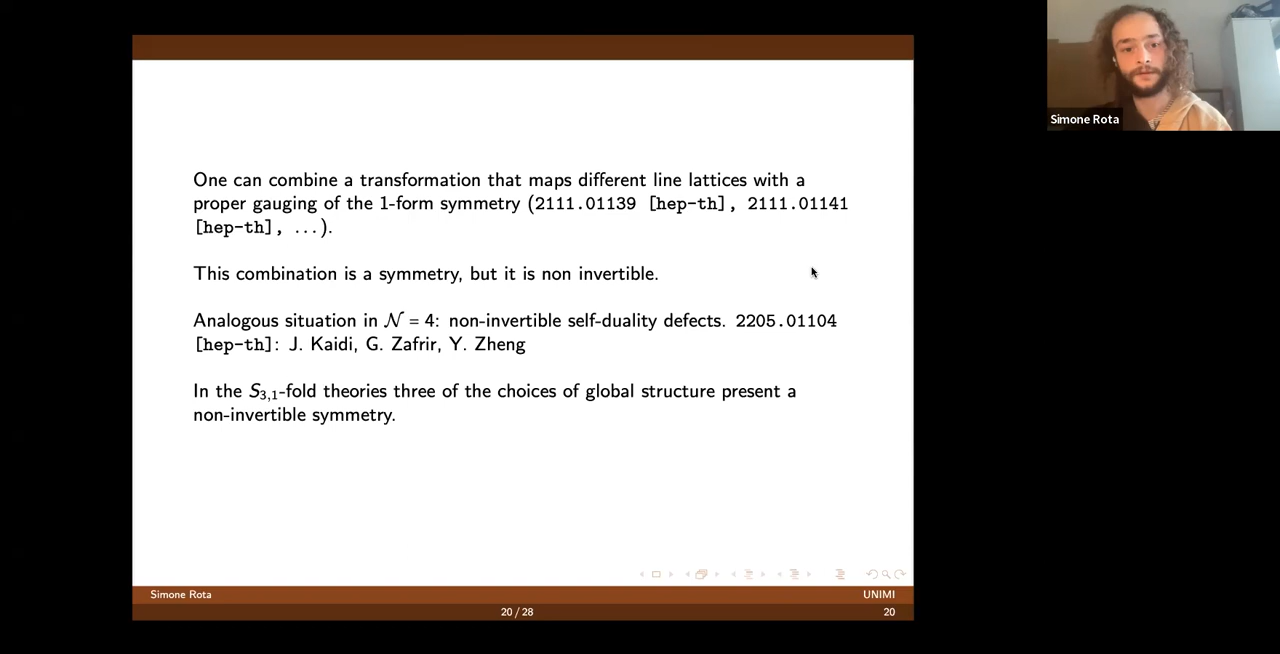 One can combine a transformation that maps different line lattices with a
proper gauging of the 1-form symmetry (2111.01139 [hep-th], 2111.01141
[hep-th], ...).
This combination is a symmetry, but it is non invertible.
Analogous situation in 𝒩 = 4: non-invertible self-duality defects. 2205.01104
[hep-th]: J. Kaidi, G. Zafrir, Y. Zheng
In the S₃,₁-fold theories three of the choices of global structure present a
non-invertible symmetry.
Simone Rota
UNIMI
20 / 28
20
Simone Rota